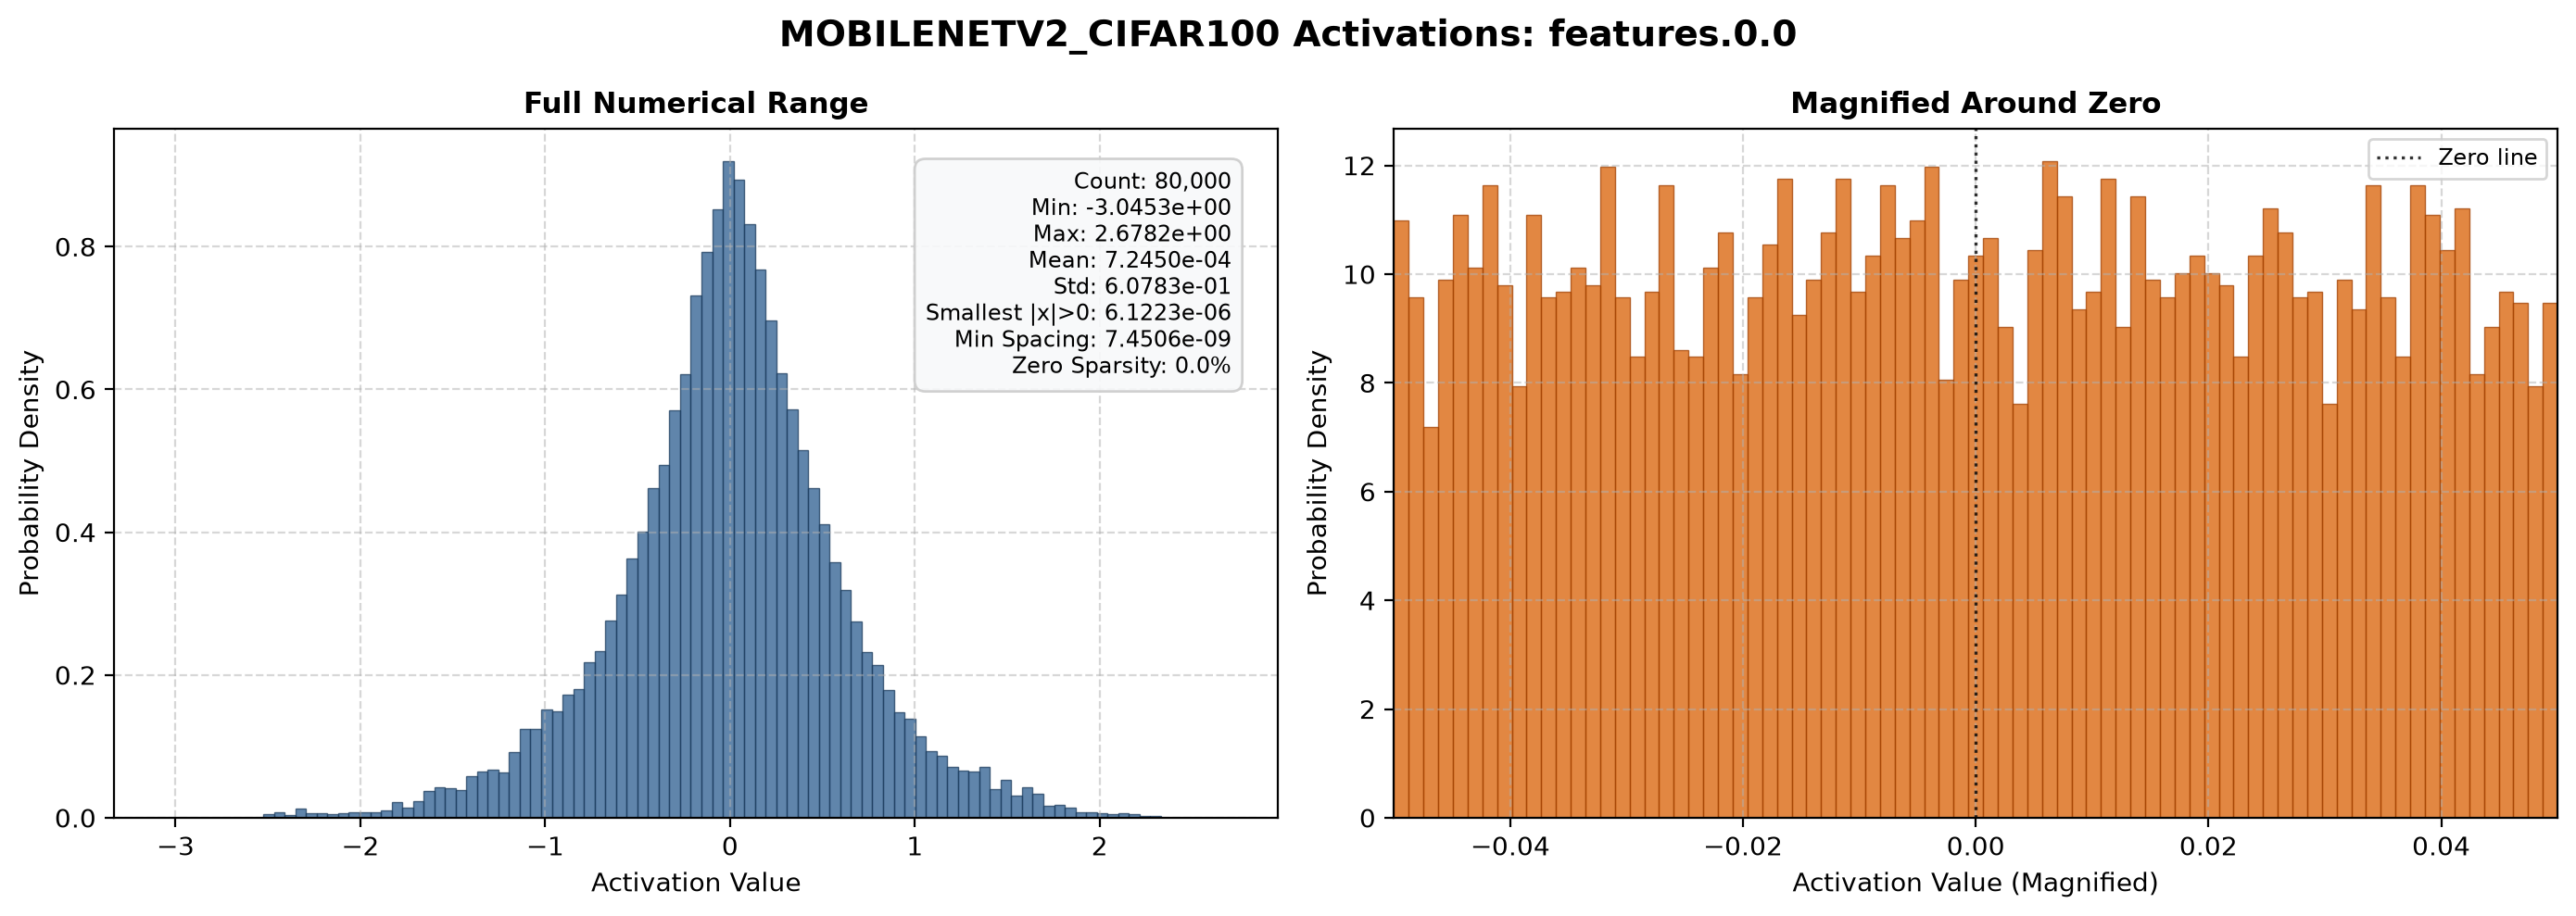 MOBILENETV2_CIFAR100 Activations: features.0.0
Full Numerical Range
Probability Density
0.8
0.6
0.4
0.2
0.0
Count: 80,000
Min: -3.0453e+00
Max: 2.6782e+00
Mean: 7.2450e-04
Std: 6.0783e-01
Smallest |x|>0: 6.1223e-06
Min Spacing: 7.4506e-09
Zero Sparsity: 0.0%
−3 −2 −1 0 1 2
Activation Value
Magnified Around Zero
Probability Density
12
10
8
6
4
2
0
Zero line
−0.04 −0.02 0.00 0.02 0.04
Activation Value (Magnified)